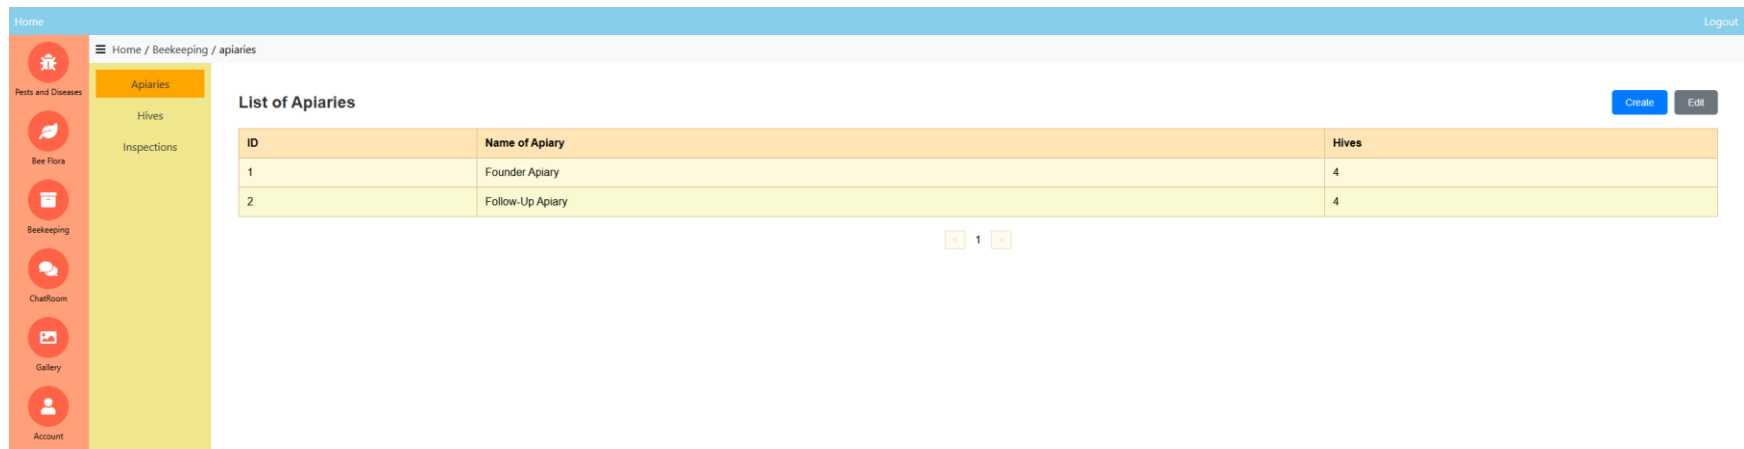 Home Logout
Home / Beekeeping / apiaries
Pests and Diseases
Bee Flora
Beekeeping
ChatRoom
Gallery
Account
Apiaries
Hives
Inspections
List of Apiaries Create Edit
ID Name of Apiary Hives
1 Founder Apiary 4
2 Follow-Up Apiary 4
< 1 >